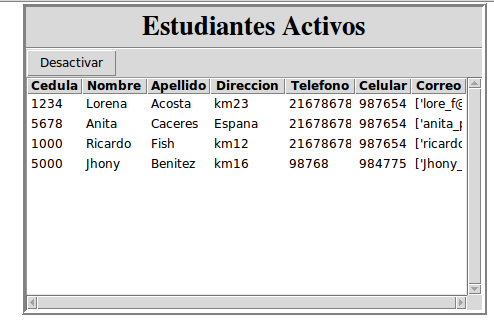 Estudiantes Activos
Desactivar
Cedula Nombre Apellido Direccion Telefono Celular Correo
1234 Lorena Acosta km23 21678678 987654 ['lore_f@
5678 Anita Caceres Espana 21678678 987654 ['anita_p
1000 Ricardo Fish km12 21678678 987654 ['ricardo
5000 Jhony Benitez km16 98768 984775 ['Jhony_